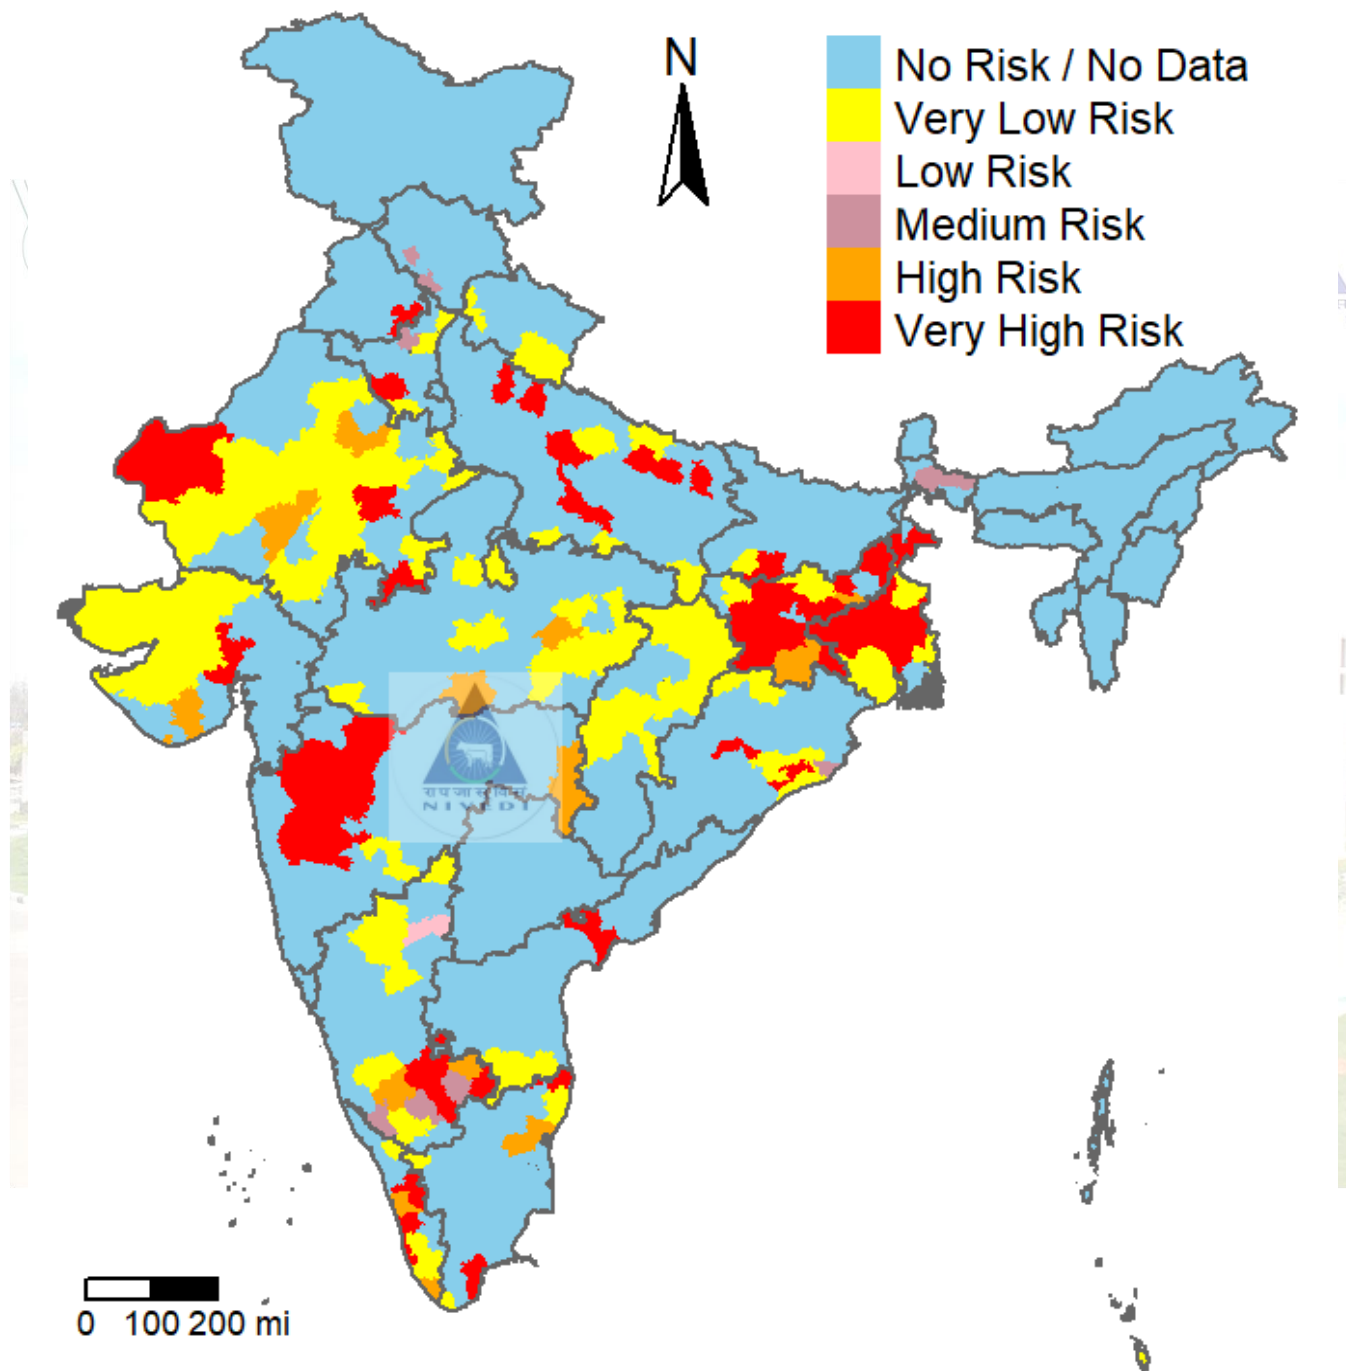 N
No Risk / No Data
Very Low Risk
Low Risk
Medium Risk
High Risk
Very High Risk
NIVEDI
0 100 200 mi